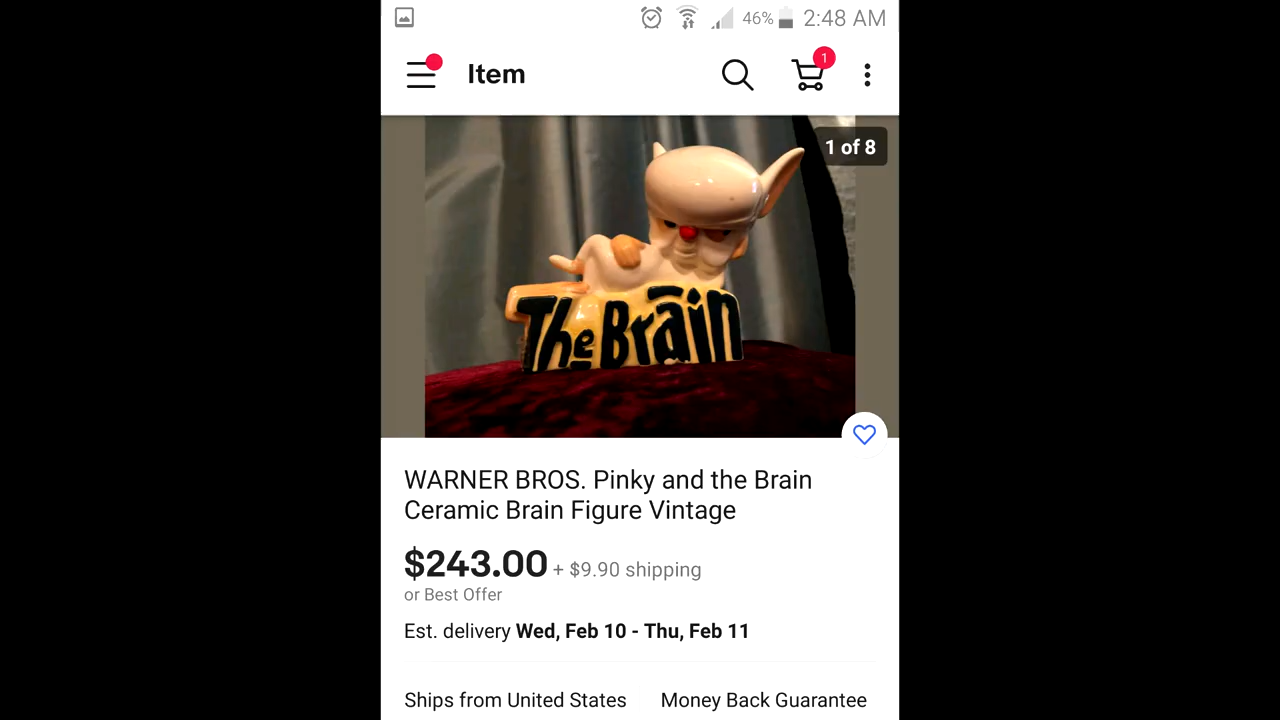 46% 2:48 AM
Item
1
1 of 8
The Brain
WARNER BROS. Pinky and the Brain
Ceramic Brain Figure Vintage
$243.00 + $9.90 shipping
or Best Offer
Est. delivery Wed, Feb 10 - Thu, Feb 11
Ships from United States Money Back Guarantee